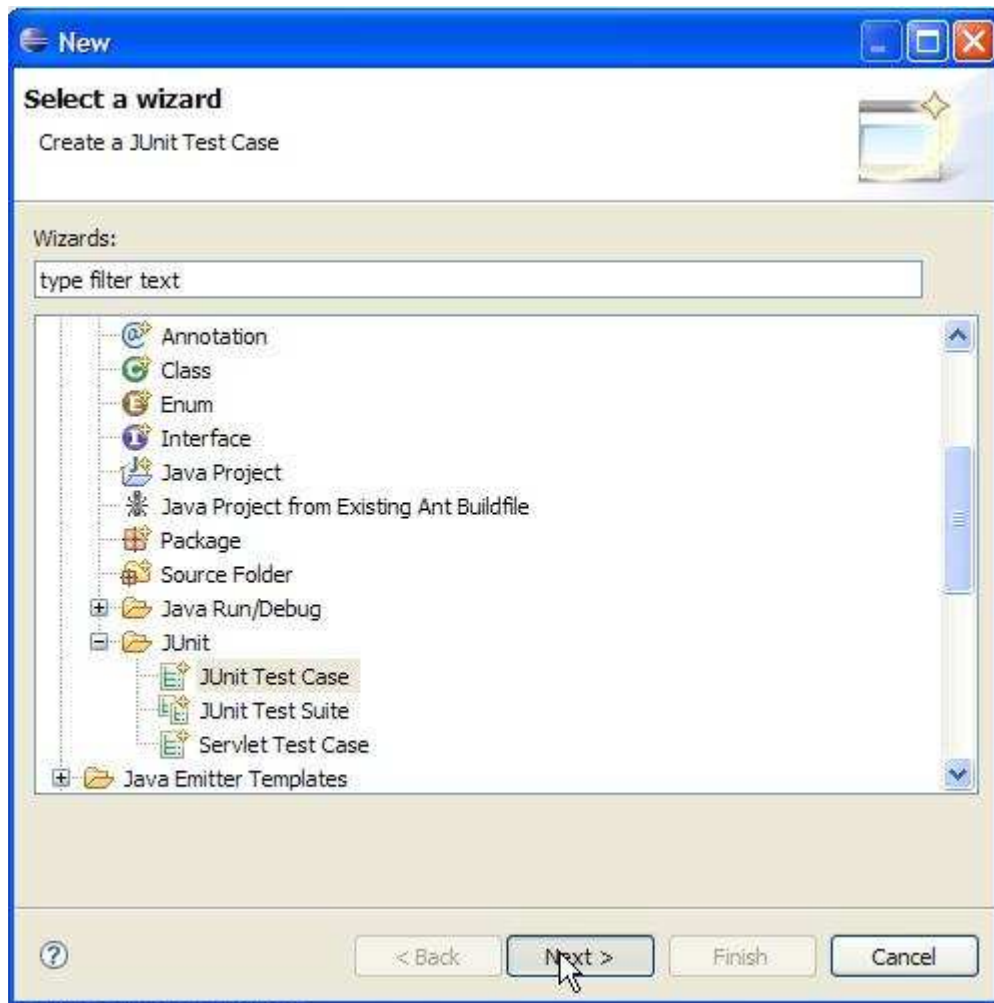 New
Select a wizard
Create a JUnit Test Case
Wizards:
type filter text
Annotation
Class
Enum
Interface
Java Project
Java Project from Existing Ant Buildfile
Package
Source Folder
Java Run/Debug
JUnit
JUnit Test Case
JUnit Test Suite
Servlet Test Case
Java Emitter Templates
< Back Next > Finish Cancel